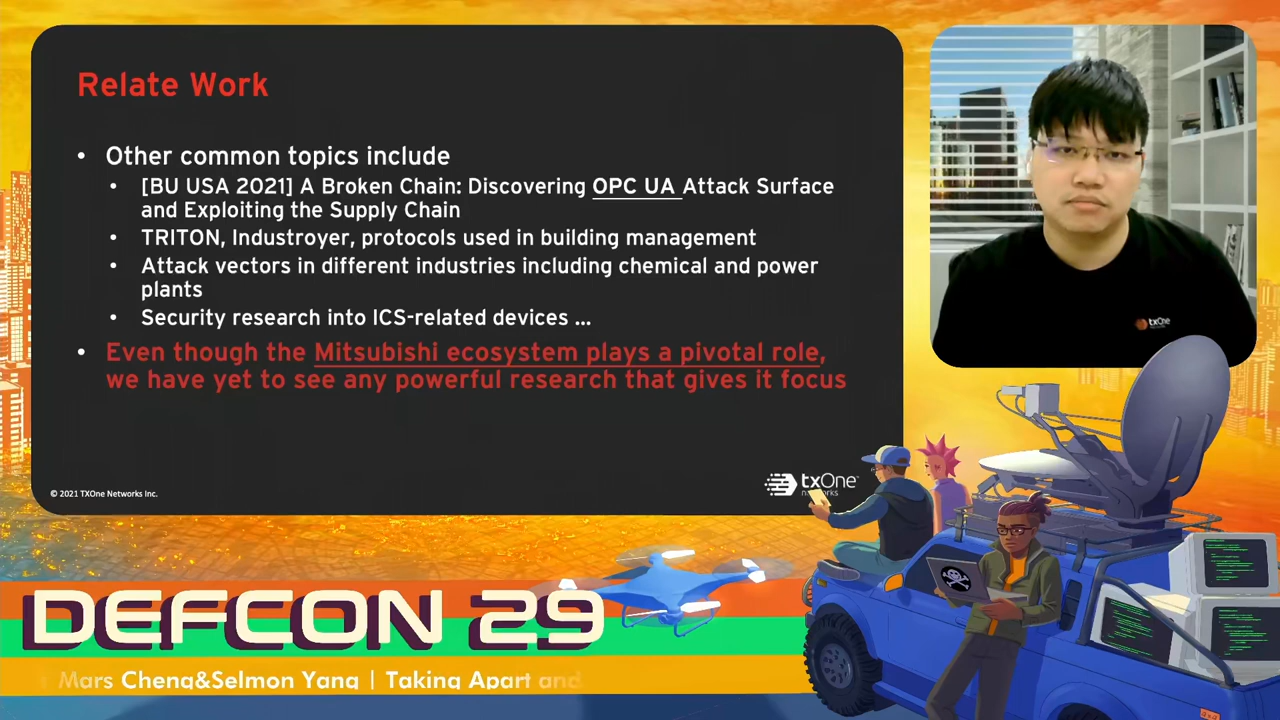 Relate Work
• Other common topics include
• [BU USA 2021] A Broken Chain: Discovering OPC UA Attack Surface
and Exploiting the Supply Chain
• TRITON, Industroyer, protocols used in building management
• Attack vectors in different industries including chemical and power
plants
• Security research into ICS-related devices ...
• Even though the Mitsubishi ecosystem plays a pivotal role,
we have yet to see any powerful research that gives it focus
© 2021 TXOne Networks Inc.
txOne™
txOne
DEFCON 29
Mars Cheng&Selmon Yang | Taking Apart and